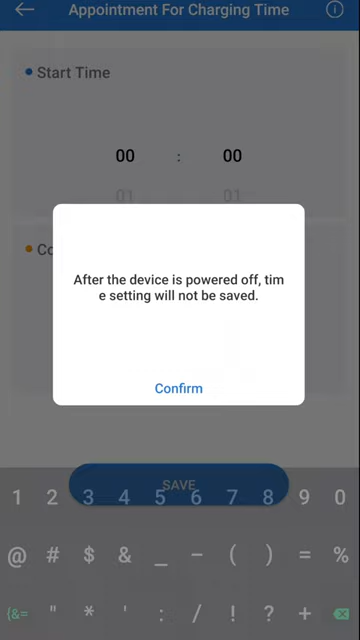 Appointment For Charging Time
Start Time
00 : 00
01 01
Co
After the device is powered off, tim
e setting will not be saved.
Confirm
SAVE
1 2 3 4 5 6 7 8 9 0
@ # $ & _ - ( ) = %
{&= " * ' : / ! ? +